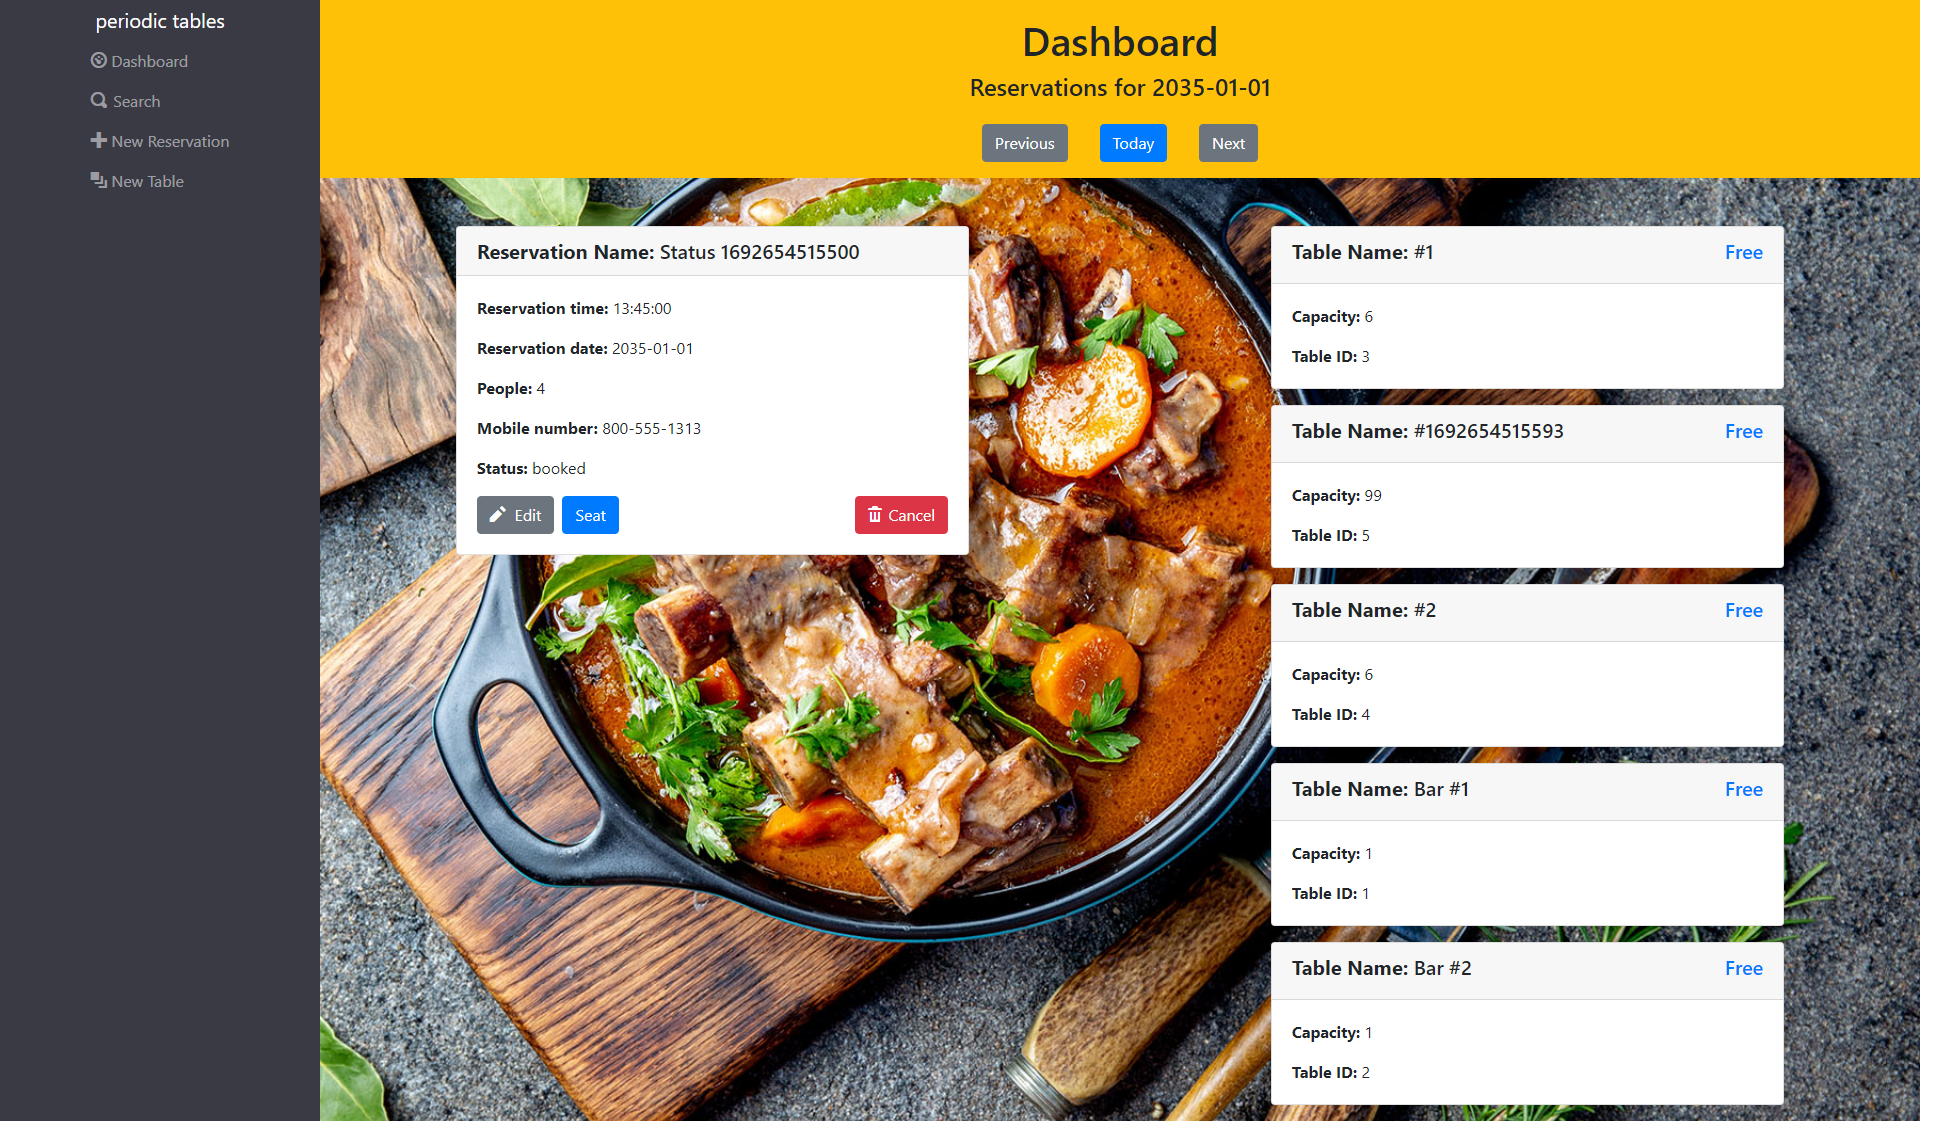 periodic tables
Dashboard
Search
New Reservation
New Table
Dashboard
Reservations for 2035-01-01
Previous
Today
Next
Reservation Name: Status 1692654515500
Reservation time: 13:45:00
Reservation date: 2035-01-01
People: 4
Mobile number: 800-555-1313
Status: booked
Edit
Seat
Cancel
Table Name: #1
Free
Capacity: 6
Table ID: 3
Table Name: #1692654515593
Free
Capacity: 99
Table ID: 5
Table Name: #2
Free
Capacity: 6
Table ID: 4
Table Name: Bar #1
Free
Capacity: 1
Table ID: 1
Table Name: Bar #2
Free
Capacity: 1
Table ID: 2